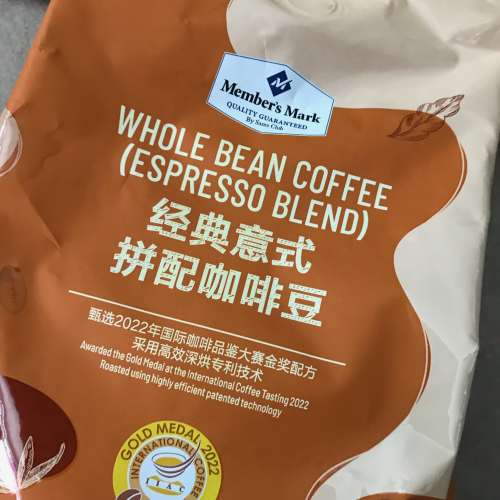 Member's Mark
QUALITY GUARANTEED
By Sam's Club
WHOLE BEAN COFFEE
(ESPRESSO BLEND)
经典意式
拼配咖啡豆
甄选2022年国际咖啡品鉴大赛金奖配方
采用高效深烘专利技术
Awarded the Gold Medal at the International Coffee Tasting 2022
Roasted using highly efficient patented technology
GOLD MEDAL 2022
INTERNATIONAL COFFEE
IIAC